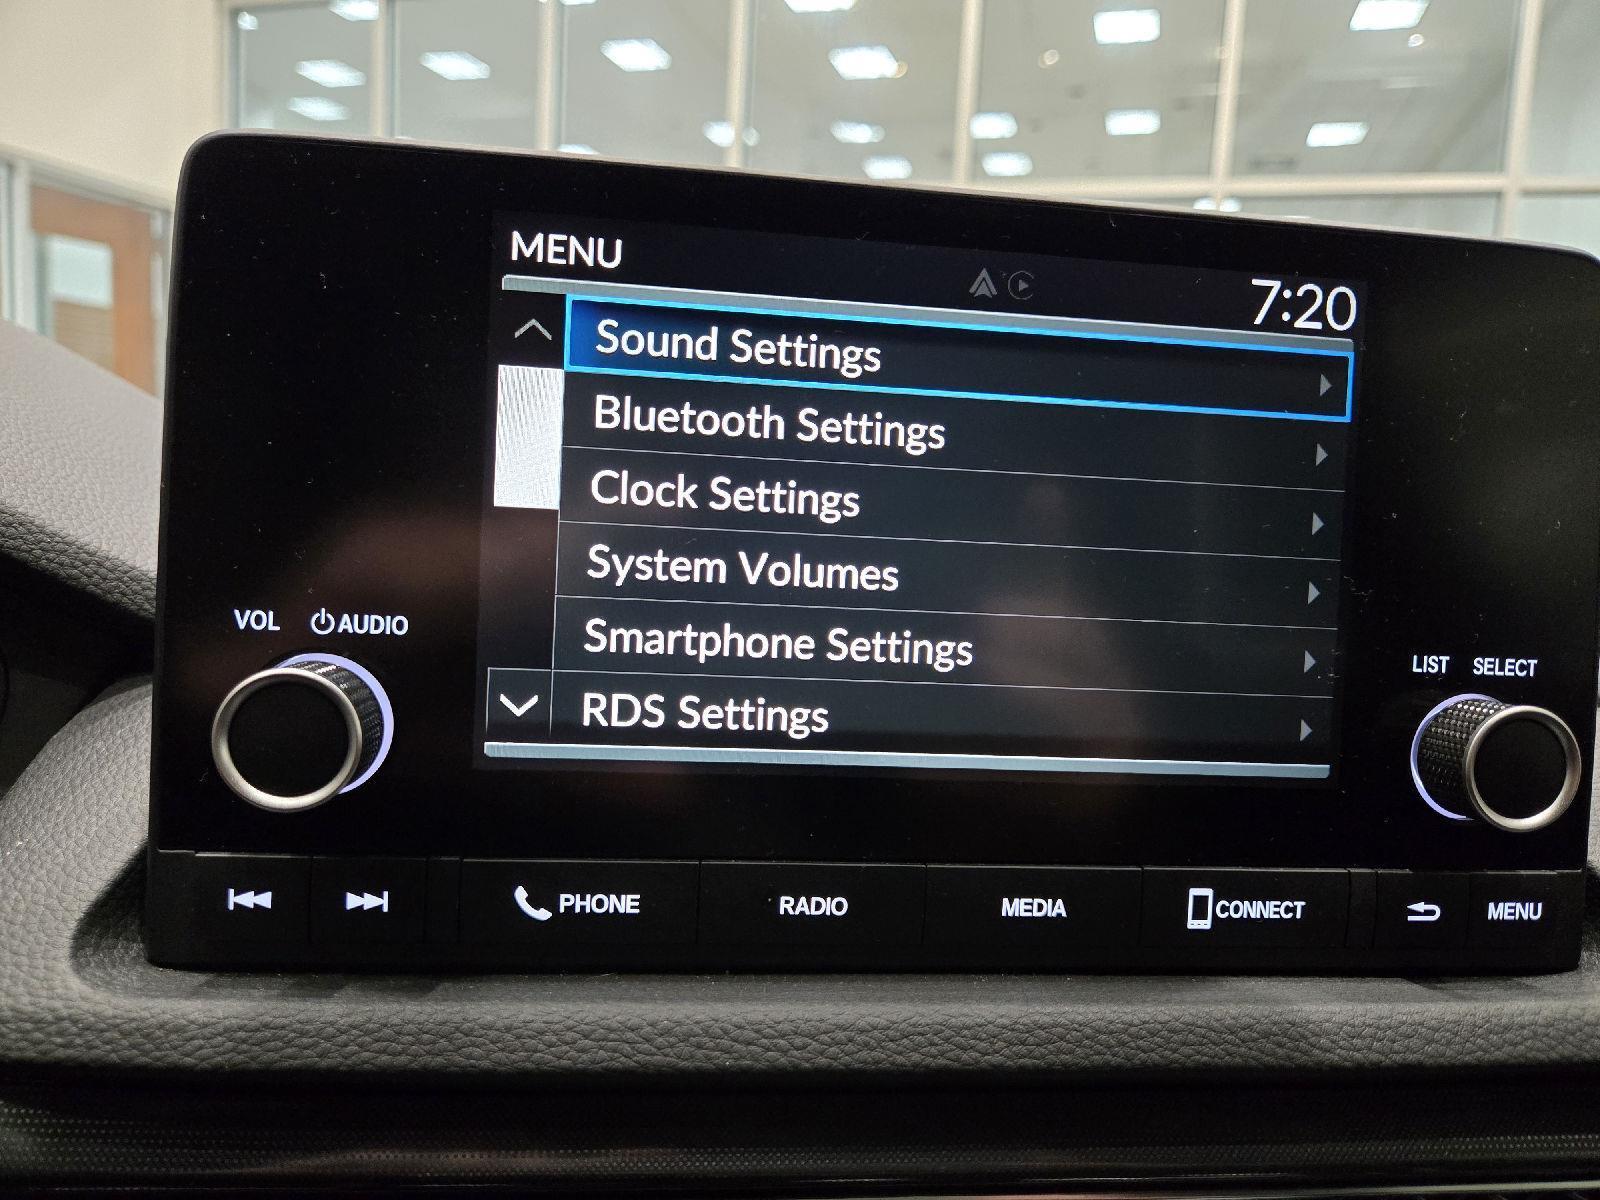 MENU
7:20
Sound Settings
Bluetooth Settings
Clock Settings
System Volumes
Smartphone Settings
RDS Settings
VOL AUDIO
LIST SELECT
PHONE RADIO MEDIA CONNECT MENU